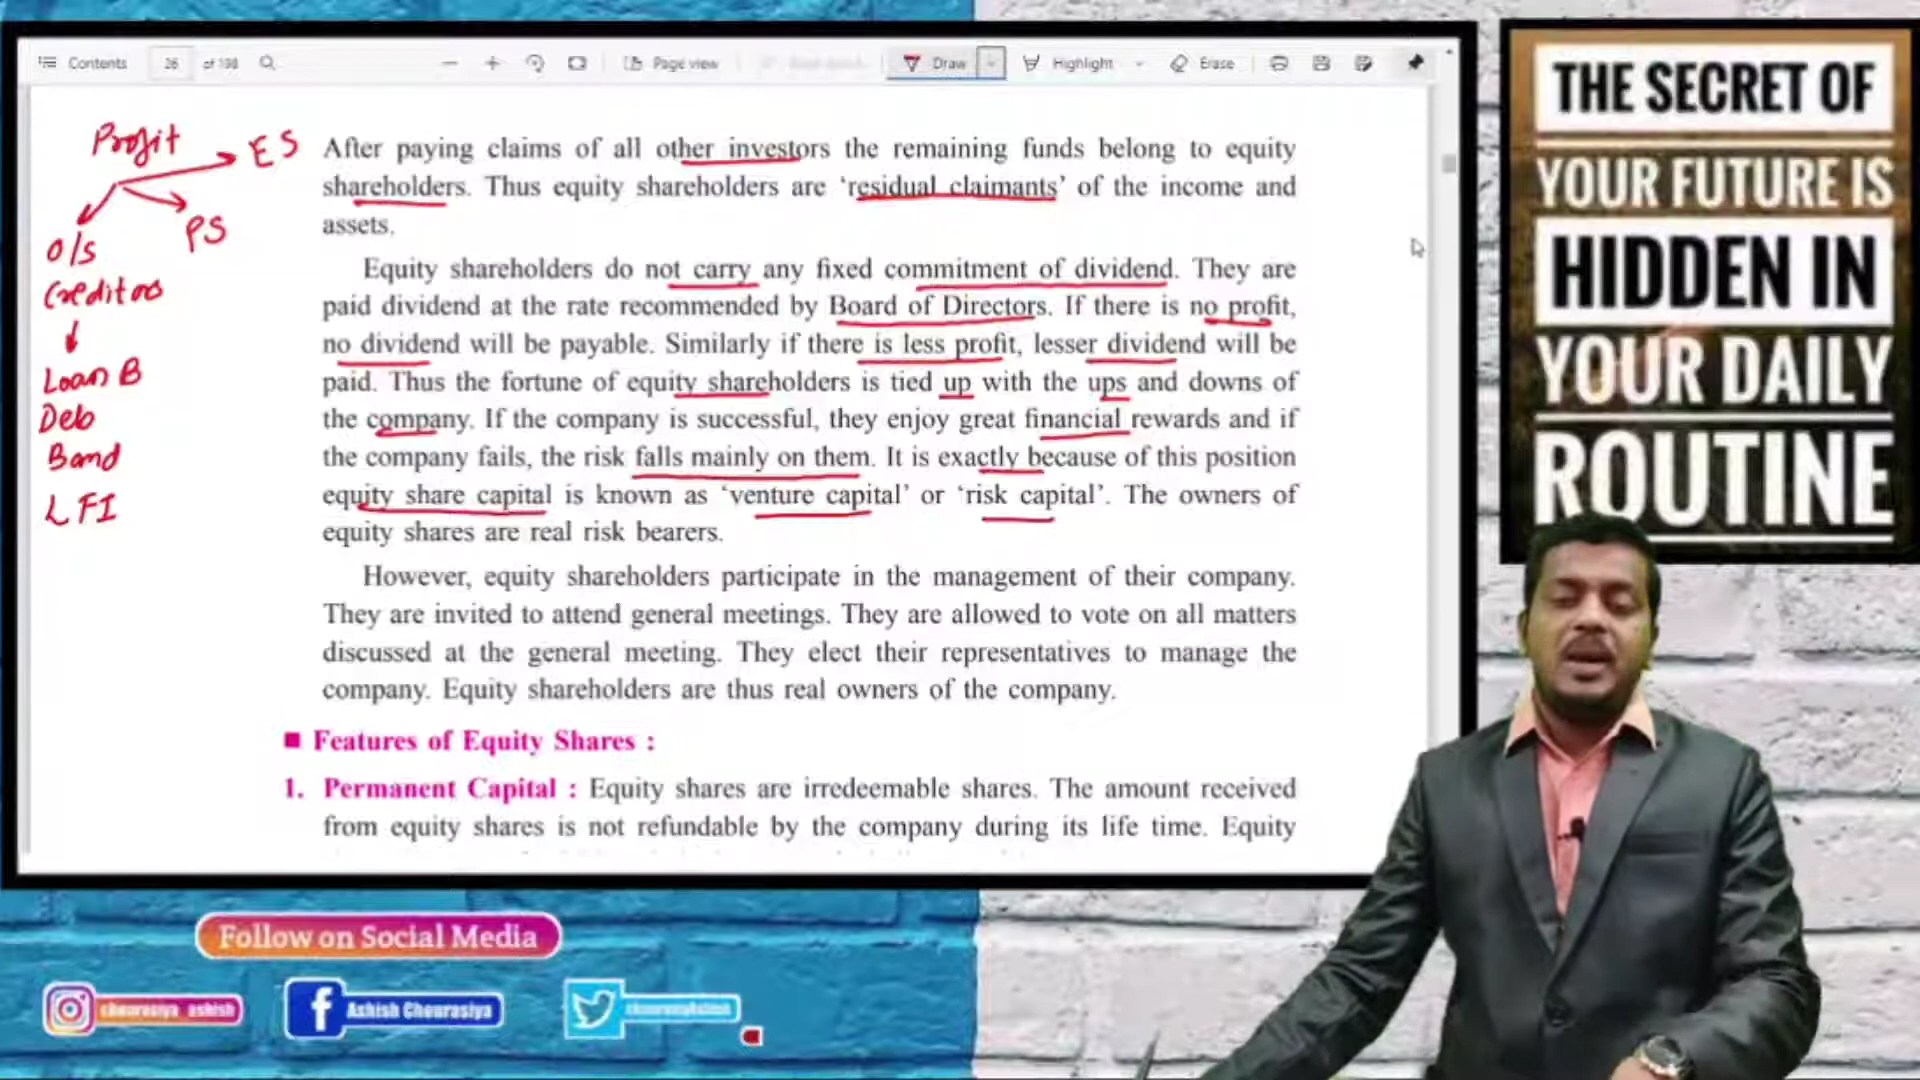 Contents 26 of 198 Page view Draw Highlight Erase
Profit
ES
PS
O/S
Creditors
Loan B
Deb
Bond
LFI
After paying claims of all other investors the remaining funds belong to equity
shareholders. Thus equity shareholders are ‘residual claimants’ of the income and
assets.
Equity shareholders do not carry any fixed commitment of dividend. They are
paid dividend at the rate recommended by Board of Directors. If there is no profit,
no dividend will be payable. Similarly if there is less profit, lesser dividend will be
paid. Thus the fortune of equity shareholders is tied up with the ups and downs of
the company. If the company is successful, they enjoy great financial rewards and if
the company fails, the risk falls mainly on them. It is exactly because of this position
equity share capital is known as ‘venture capital’ or ‘risk capital’. The owners of
equity shares are real risk bearers.
However, equity shareholders participate in the management of their company.
They are invited to attend general meetings. They are allowed to vote on all matters
discussed at the general meeting. They elect their representatives to manage the
company. Equity shareholders are thus real owners of the company.
■ Features of Equity Shares :
1. Permanent Capital : Equity shares are irredeemable shares. The amount received
from equity shares is not refundable by the company during its life time. Equity
THE SECRET OF
YOUR FUTURE IS
HIDDEN IN
YOUR DAILY
ROUTINE
Follow on Social Media
chourasiya_ashish
Ashish Chourasiya